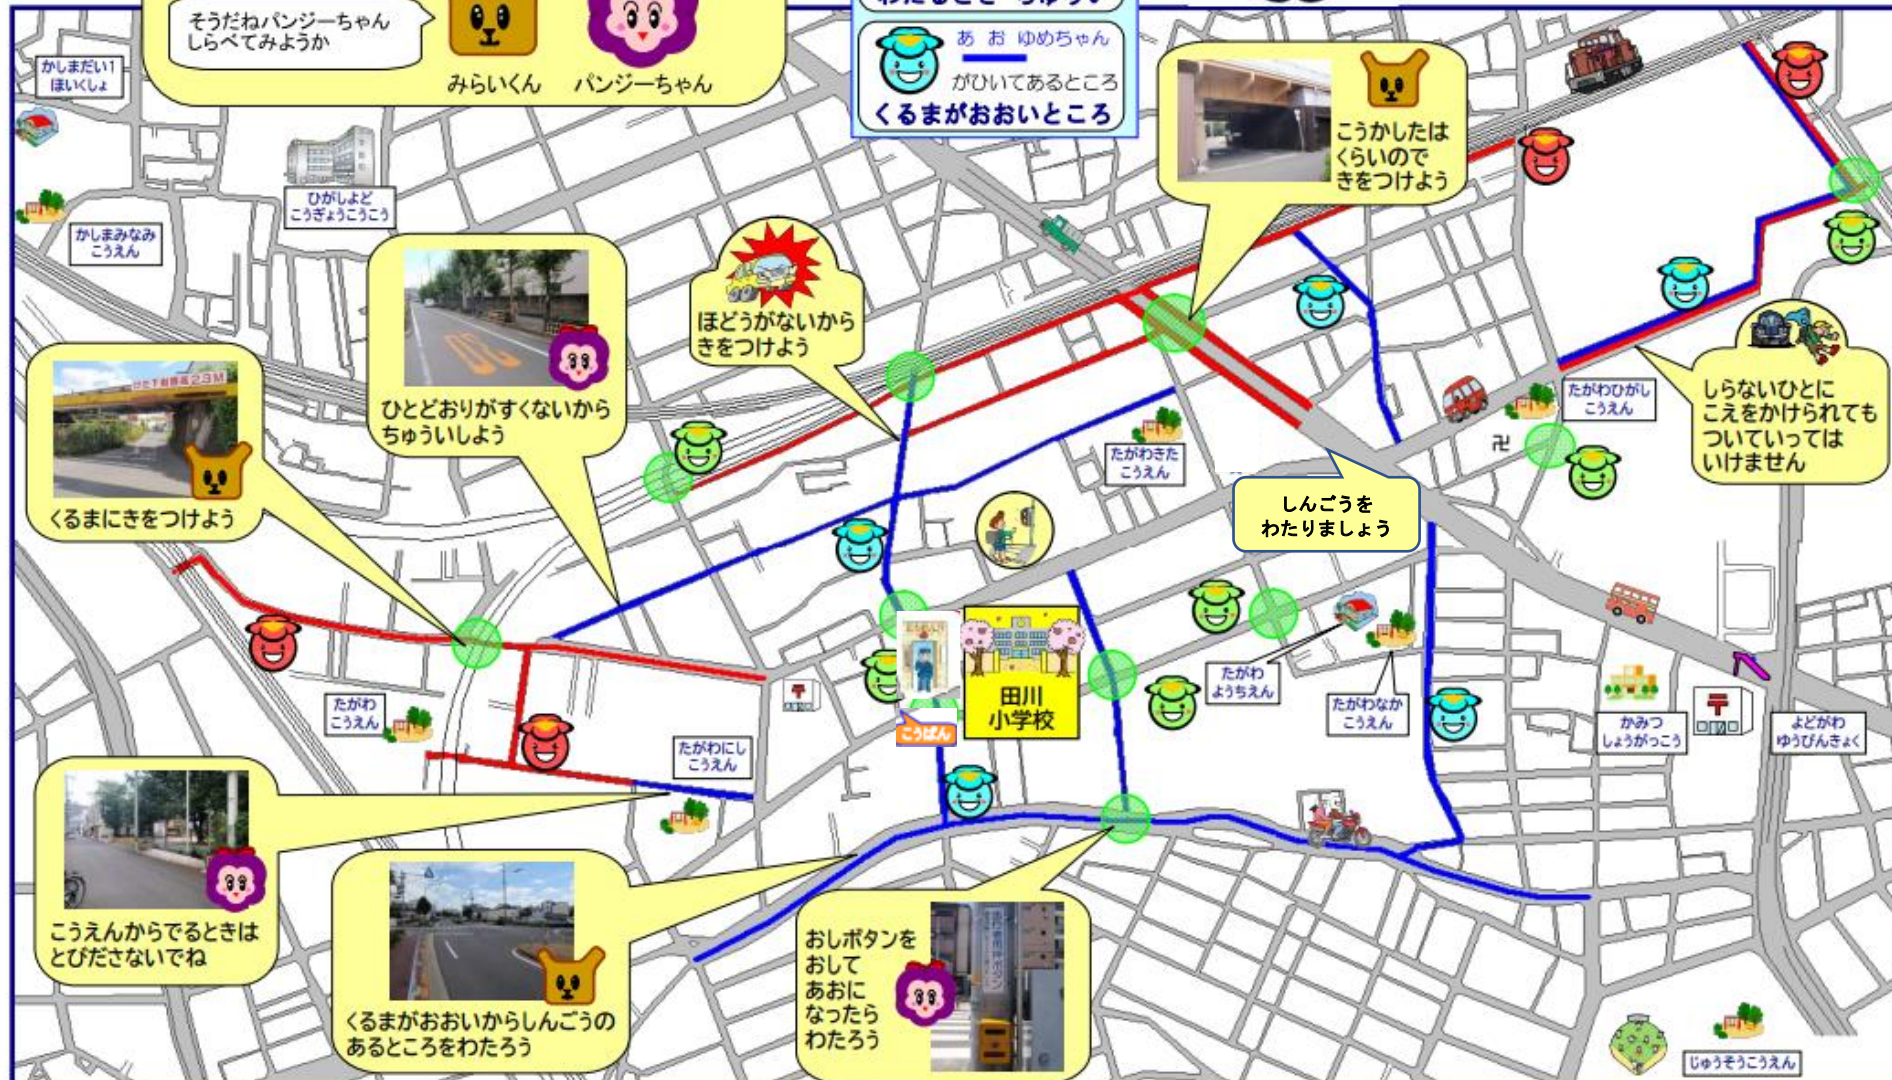 そうだねパンジーちゃん
しらべてみようか
みらいくん
パンジーちゃん
わたるとき ちゅうい
あお ゆめちゃん
がひいてあるところ
くるまがおおいところ
かしまだい1
ほいくしょ
ひがしよど
こうぎょうこうこう
かしまみなみ
こうえん
こうかしたは
くらいので
きをつけよう
ほどうがないから
きをつけよう
ひとどおりがすくないから
ちゅういしよう
けた下制限高2.3M
くるまにきをつけよう
たがわひがし
こうえん
しらないひとに
こえをかけられても
ついていっては
いけません
卍
たがわきた
こうえん
しんごうを
わたりましょう
田川
小学校
こうばん
〒
たがわ
ようちえん
たがわなか
こうえん
かみつ
しょうがっこう
〒
よどがわ
ゆうびんきょく
たがわ
こうえん
たがわにし
こうえん
こうえんからでるときは
とびださないでね
くるまがおおいからしんごうの
あるところをわたろう
おしボタンを
おして
あおに
なったら
わたろう
じゅうそうこうえん